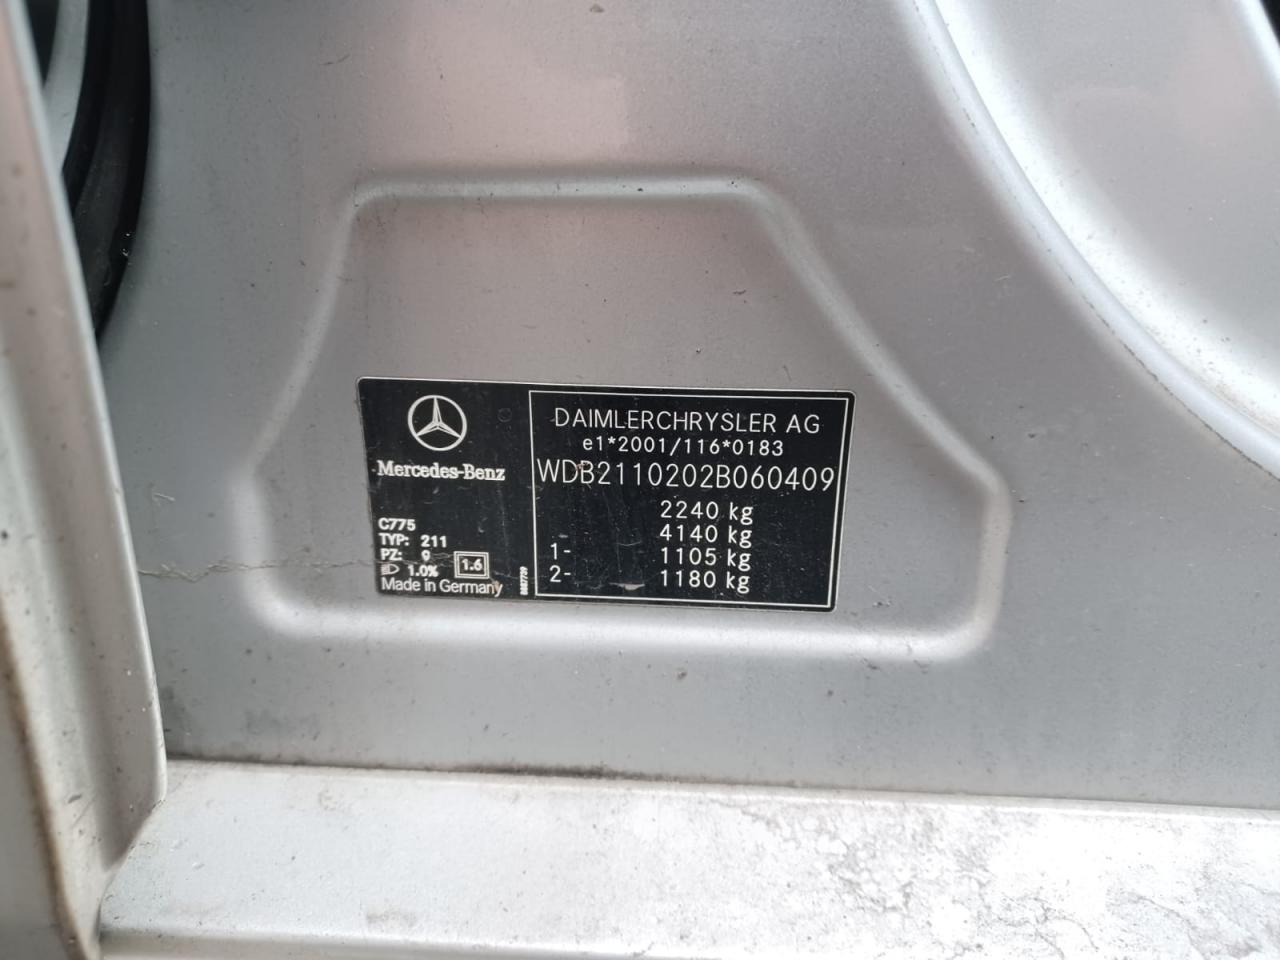 Mercedes-Benz
C775
TYP: 211
PZ: 9
1.0%
1.6
Made in Germany
DAIMLERCHRYSLER AG
e1*2001/116*0183
WDB2110202B060409
2240 kg
4140 kg
1- 1105 kg
2- 1180 kg